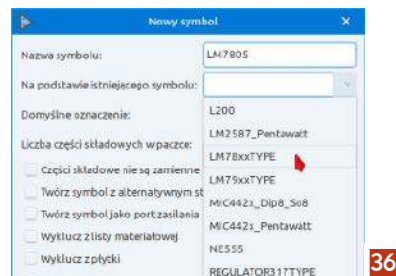 Nowy symbol
Nazwa symbolu:
LM7805
Na podstawie istniejącego symbolu:
Domyślne oznaczenie:
L200
LM2587_Pentawatt
Liczba części składowych w paczce:
LM78xxTYPE
Części składowe nie są zamienne
LM79xxTYPE
Twórz symbol z alternatywnym st
MIC442x_Dip8_So8
Twórz symbol jako port zasilania
MIC442x_Pentawatt
Wyklucz z listy materiałowej
NE555
Wyklucz z płytki
REGULATOR317TYPE
36